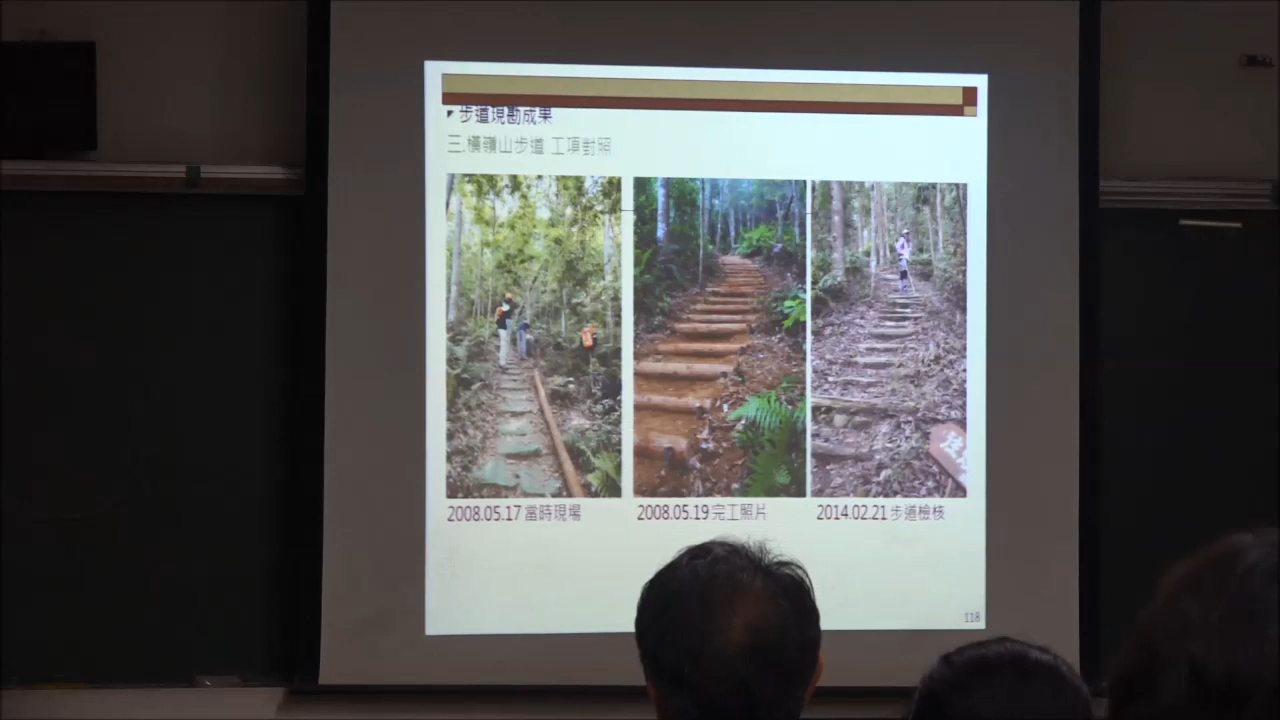 步道現勘成果
三.橫嶺山步道 工項對照
2008.05.17 當時現場
2008.05.19 完工照片
2014.02.21 步道檢核
118